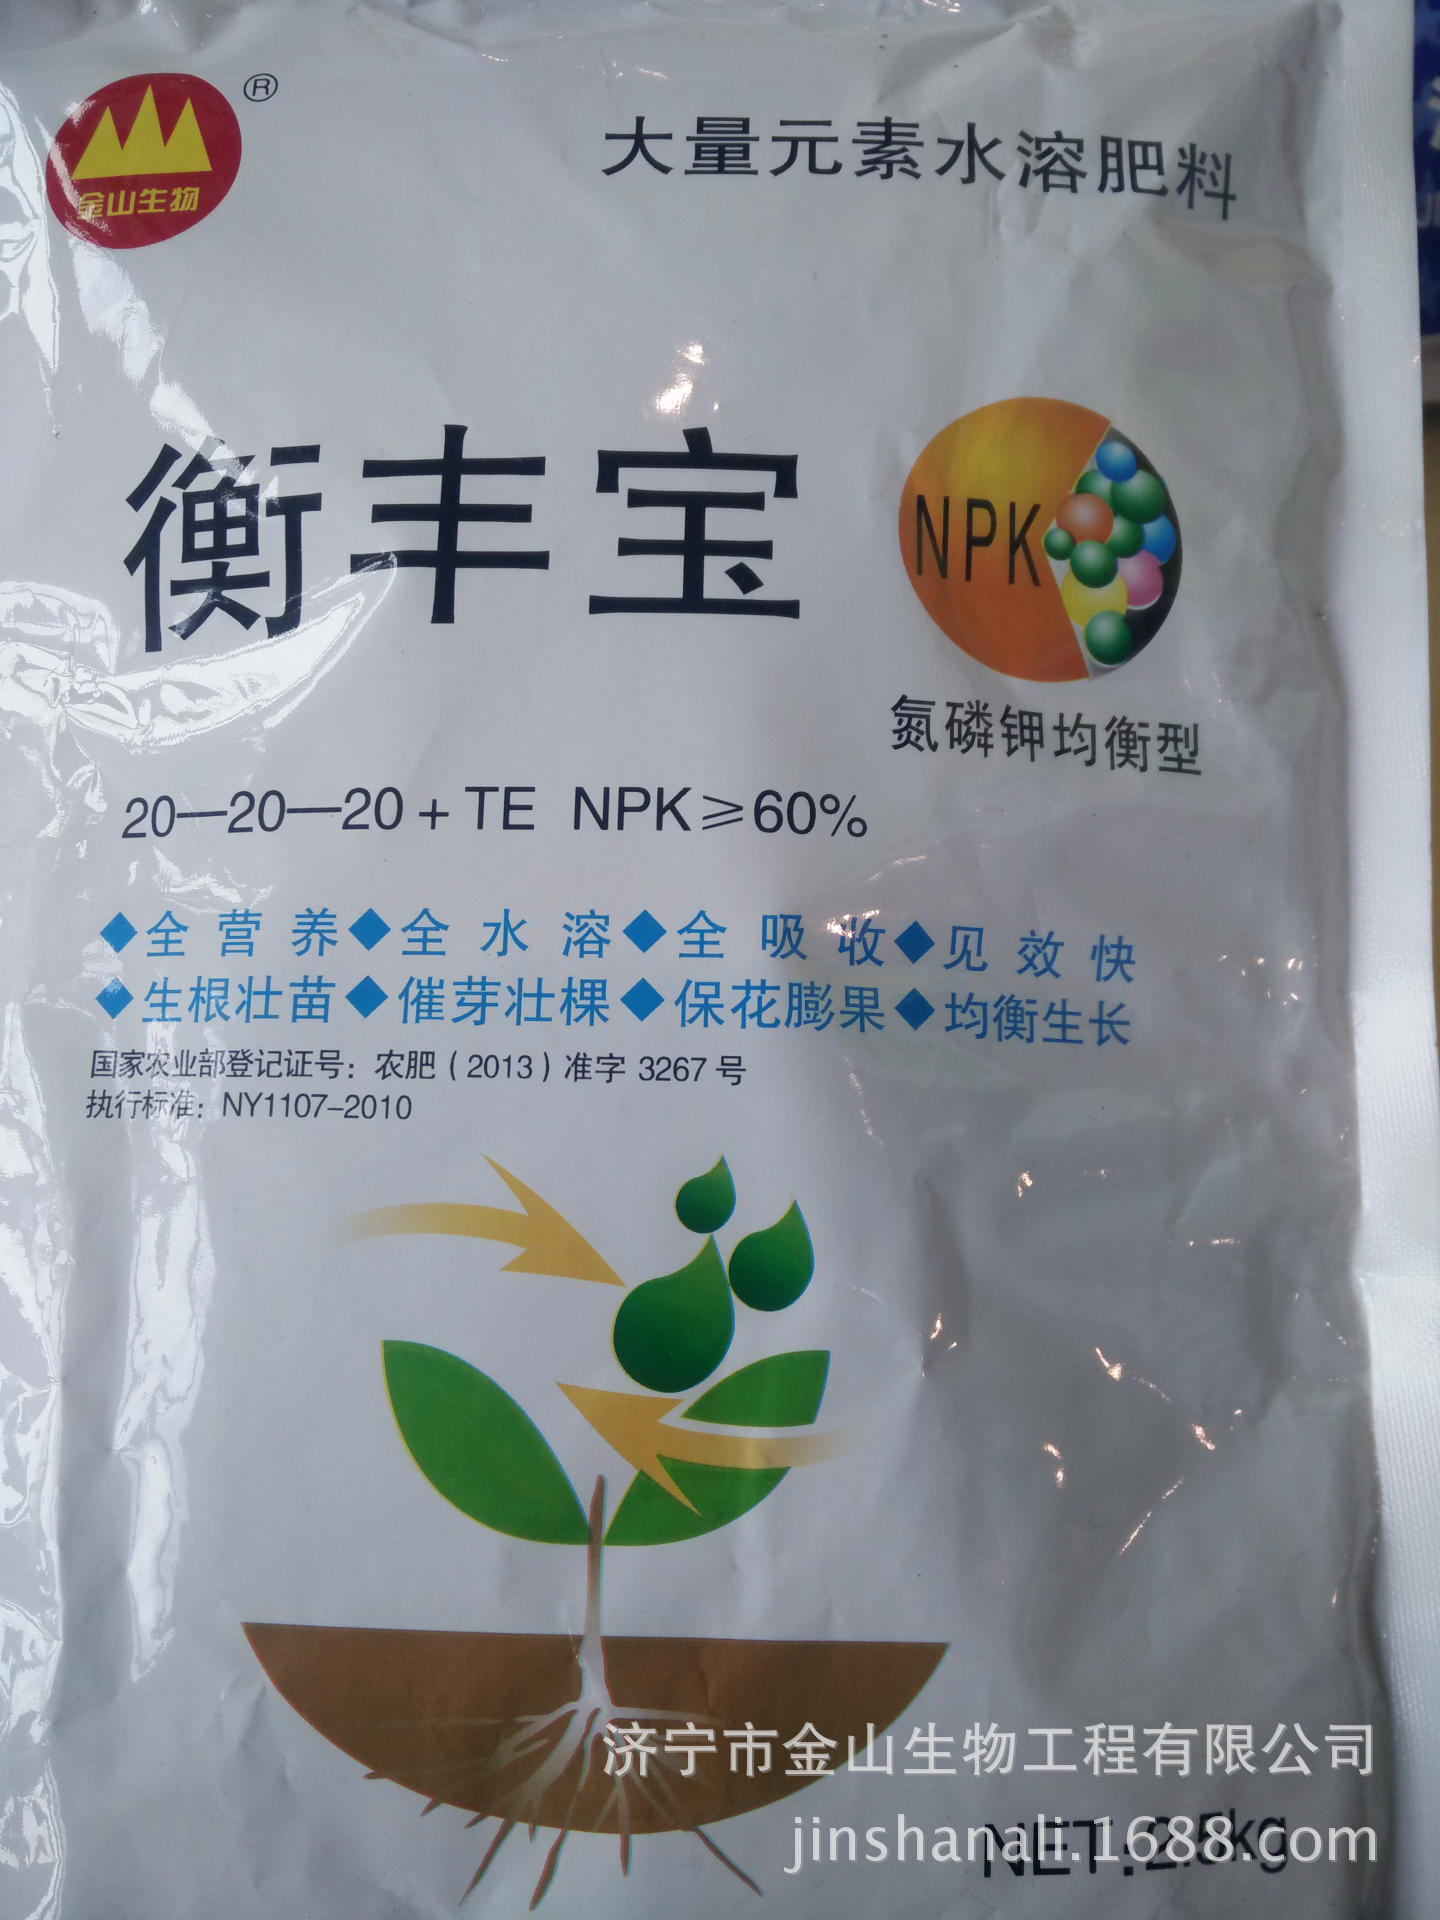 ®
金山生物
大量元素水溶肥料
衡丰宝
NPK
氮磷钾均衡型
20—20—20+TE NPK≥60%
◆全营养◆全水溶◆全吸收◆见效快
◆生根壮苗◆催芽壮棵◆保花膨果◆均衡生长
国家农业部登记证号：农肥（2013）准字 3267 号
执行标准：NY1107-2010
济宁市金山生物工程有限公司
jinshanali.1688.com
NET:2.5kg